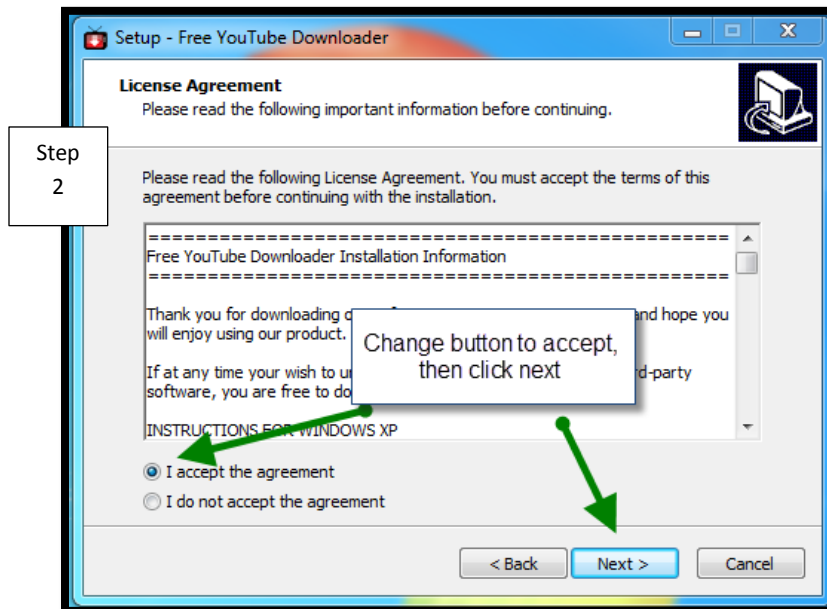 Setup - Free YouTube Downloader
License Agreement
Please read the following important information before continuing.
Step
2
Please read the following License Agreement. You must accept the terms of this
agreement before continuing with the installation.
==================================================
Free YouTube Downloader Installation Information
==================================================
Thank you for downloading and hope you
will enjoy using our product.
If at any time your wish to
software, you are free to
INSTRUCTIONS FOR WINDOWS XP
Change button to accept,
then click next
I accept the agreement
I do not accept the agreement
< Back
Next >
Cancel